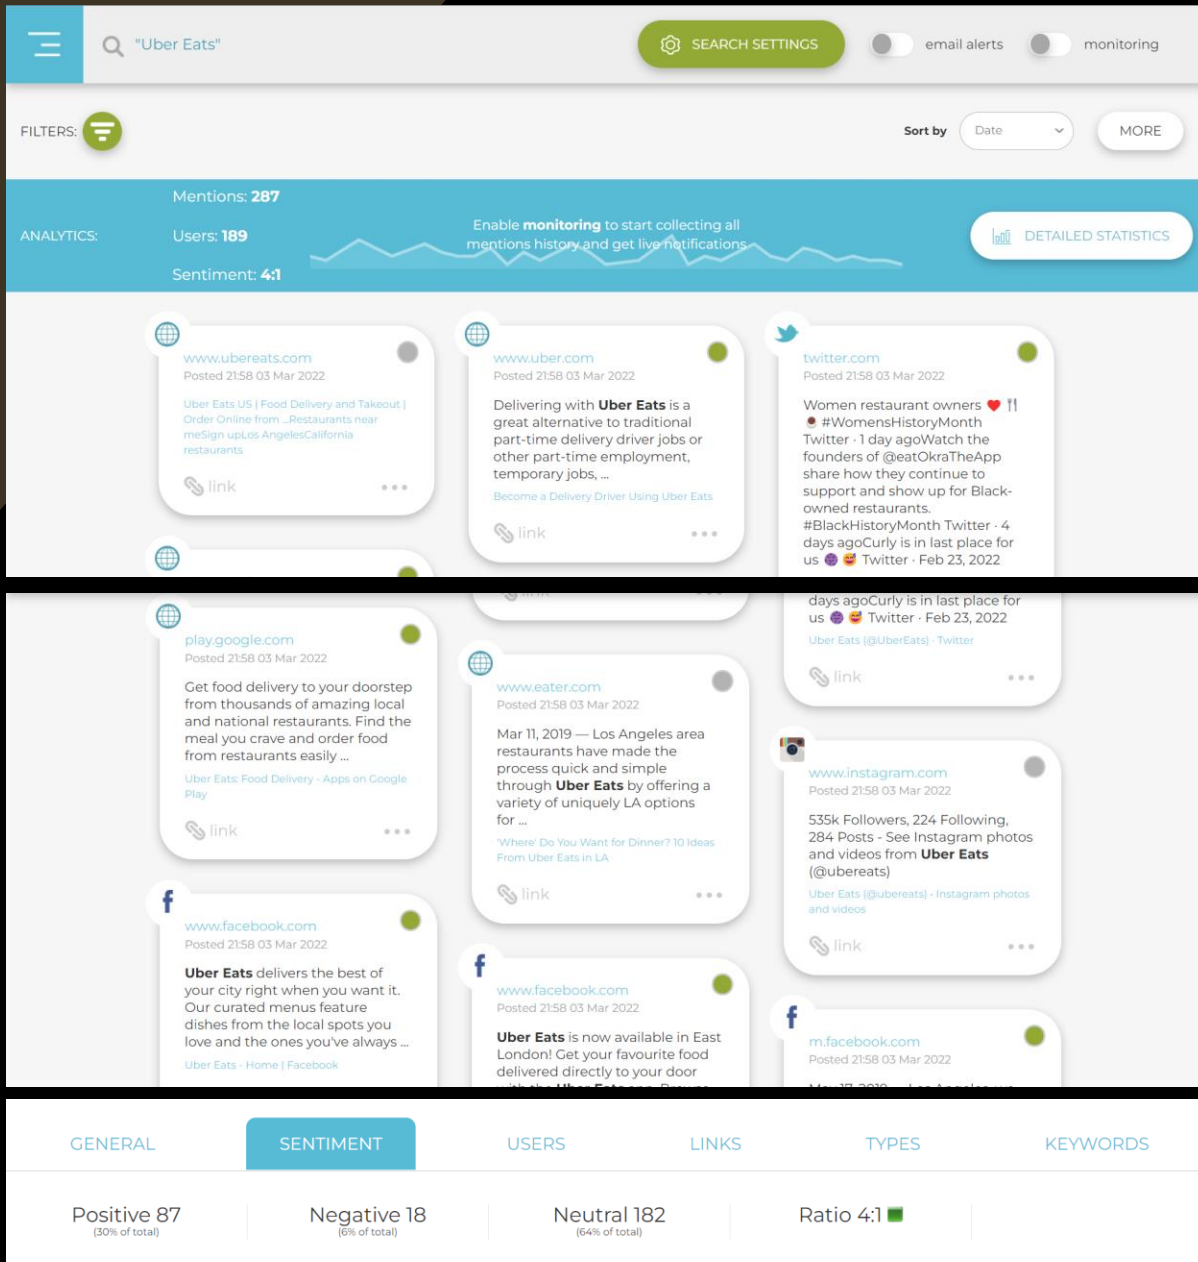 "Uber Eats"
SEARCH SETTINGS
email alerts
monitoring
FILTERS:
Sort by
Date
MORE
ANALYTICS:
Mentions: 287
Users: 189
Sentiment: 4:1
Enable monitoring to start collecting all
mentions history and get live notifications
DETAILED STATISTICS
www.ubereats.com
Posted 21:58 03 Mar 2022
Uber Eats US | Food Delivery and Takeout |
Order Online from ...Restaurants near
meSign upLos AngelesCalifornia
restaurants
link
www.uber.com
Posted 21:58 03 Mar 2022
Delivering with Uber Eats is a
great alternative to traditional
part-time delivery driver jobs or
other part-time employment,
temporary jobs, ...
Become a Delivery Driver Using Uber Eats
link
twitter.com
Posted 21:58 03 Mar 2022
Women restaurant owners ❤️ 🍴
☕ #WomensHistoryMonth
Twitter · 1 day agoWatch the
founders of @eatOkraTheApp
share how they continue to
support and show up for Black-
owned restaurants.
#BlackHistoryMonth Twitter · 4
days agoCurly is in last place for
us 🟣 🥰 Twitter · Feb 23, 2022
play.google.com
Posted 21:58 03 Mar 2022
Get food delivery to your doorstep
from thousands of amazing local
and national restaurants. Find the
meal you crave and order food
from restaurants easily ...
Uber Eats: Food Delivery - Apps on Google
Play
link
www.facebook.com
Posted 21:58 03 Mar 2022
Uber Eats delivers the best of
your city right when you want it.
Our curated menus feature
dishes from the local spots you
love and the ones you've always ...
Uber Eats - Home | Facebook
www.eater.com
Posted 21:58 03 Mar 2022
Mar 11, 2019 — Los Angeles area
restaurants have made the
process quick and simple
through Uber Eats by offering a
variety of uniquely LA options
for ...
'Where' Do You Want for Dinner? 10 Ideas
From Uber Eats in LA
link
www.facebook.com
Posted 21:58 03 Mar 2022
Uber Eats is now available in East
London! Get your favourite food
delivered directly to your door
with the Uber Eats app. Browse
days agoCurly is in last place for
us 🟣 🥰 Twitter · Feb 23, 2022
Uber Eats (@UberEats) · Twitter
link
www.instagram.com
Posted 21:58 03 Mar 2022
535k Followers, 224 Following,
284 Posts - See Instagram photos
and videos from Uber Eats
(@ubereats)
Uber Eats (@ubereats) • Instagram photos
and videos
link
m.facebook.com
Posted 21:58 03 Mar 2022
GENERAL
SENTIMENT
USERS
LINKS
TYPES
KEYWORDS
Positive 87
(30% of total)
Negative 18
(6% of total)
Neutral 182
(64% of total)
Ratio 4:1